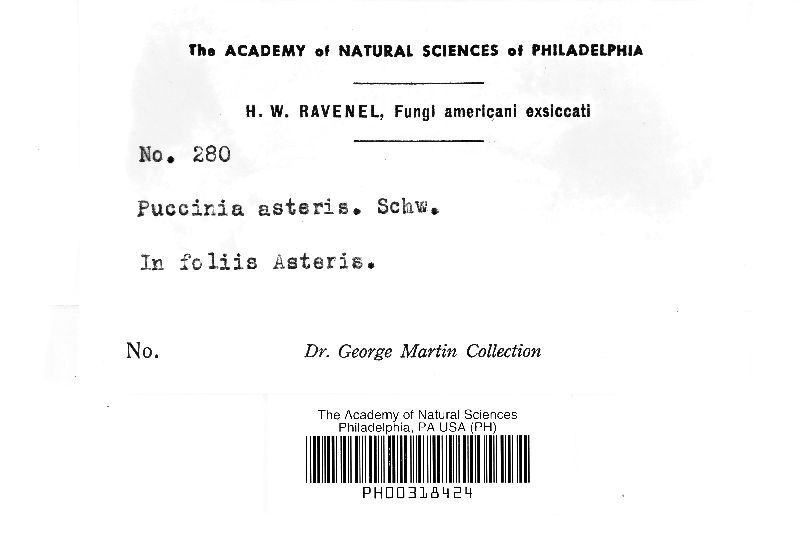 The ACADEMY of NATURAL SCIENCES of PHILADELPHIA
H. W. RAVENEL, Fungi americani exsiccati
No. 280
Puccinia asteris. Schw.
In foliis Asteris.
No.
Dr. George Martin Collection
The Academy of Natural Sciences
Philadelphia, PA USA (PH)
PH00318424